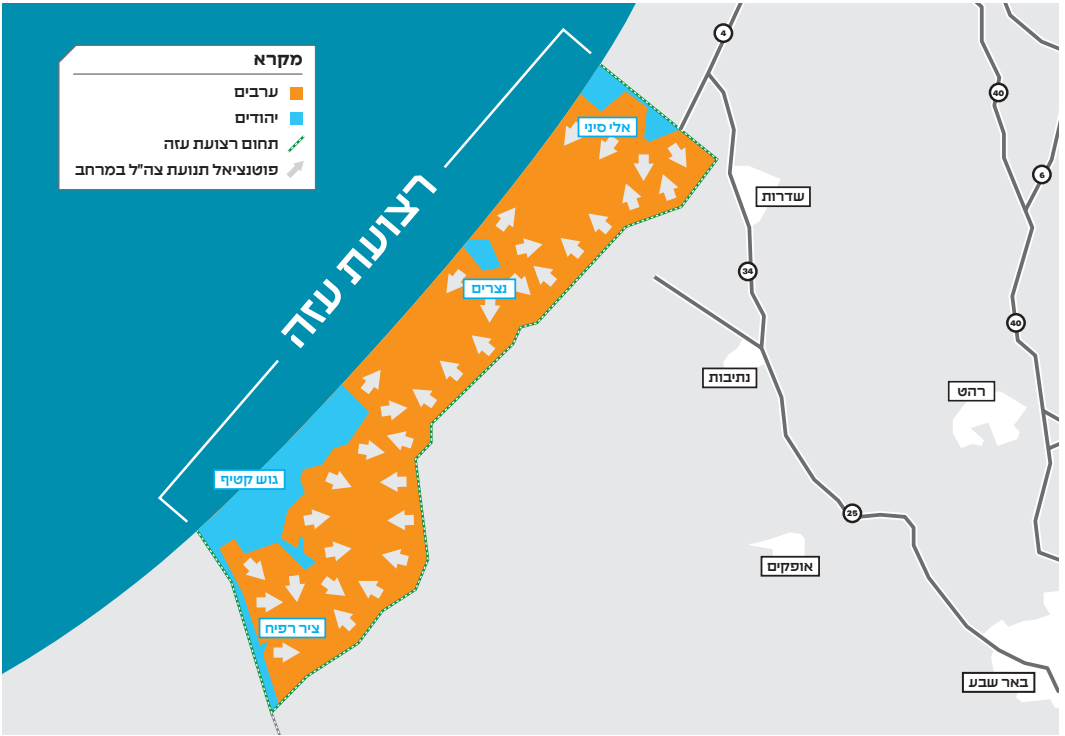 מקרא
ערבים
יהודים
תחום רצועת עזה
פוטנציאל תנועת צה"ל במרחב
רצועת עזה
אלי סיני
נצרים
גוש קטיף
ציר רפיח
שדרות
נתיבות
רהט
אופקים
באר שבע
4
40
6
34
40
25